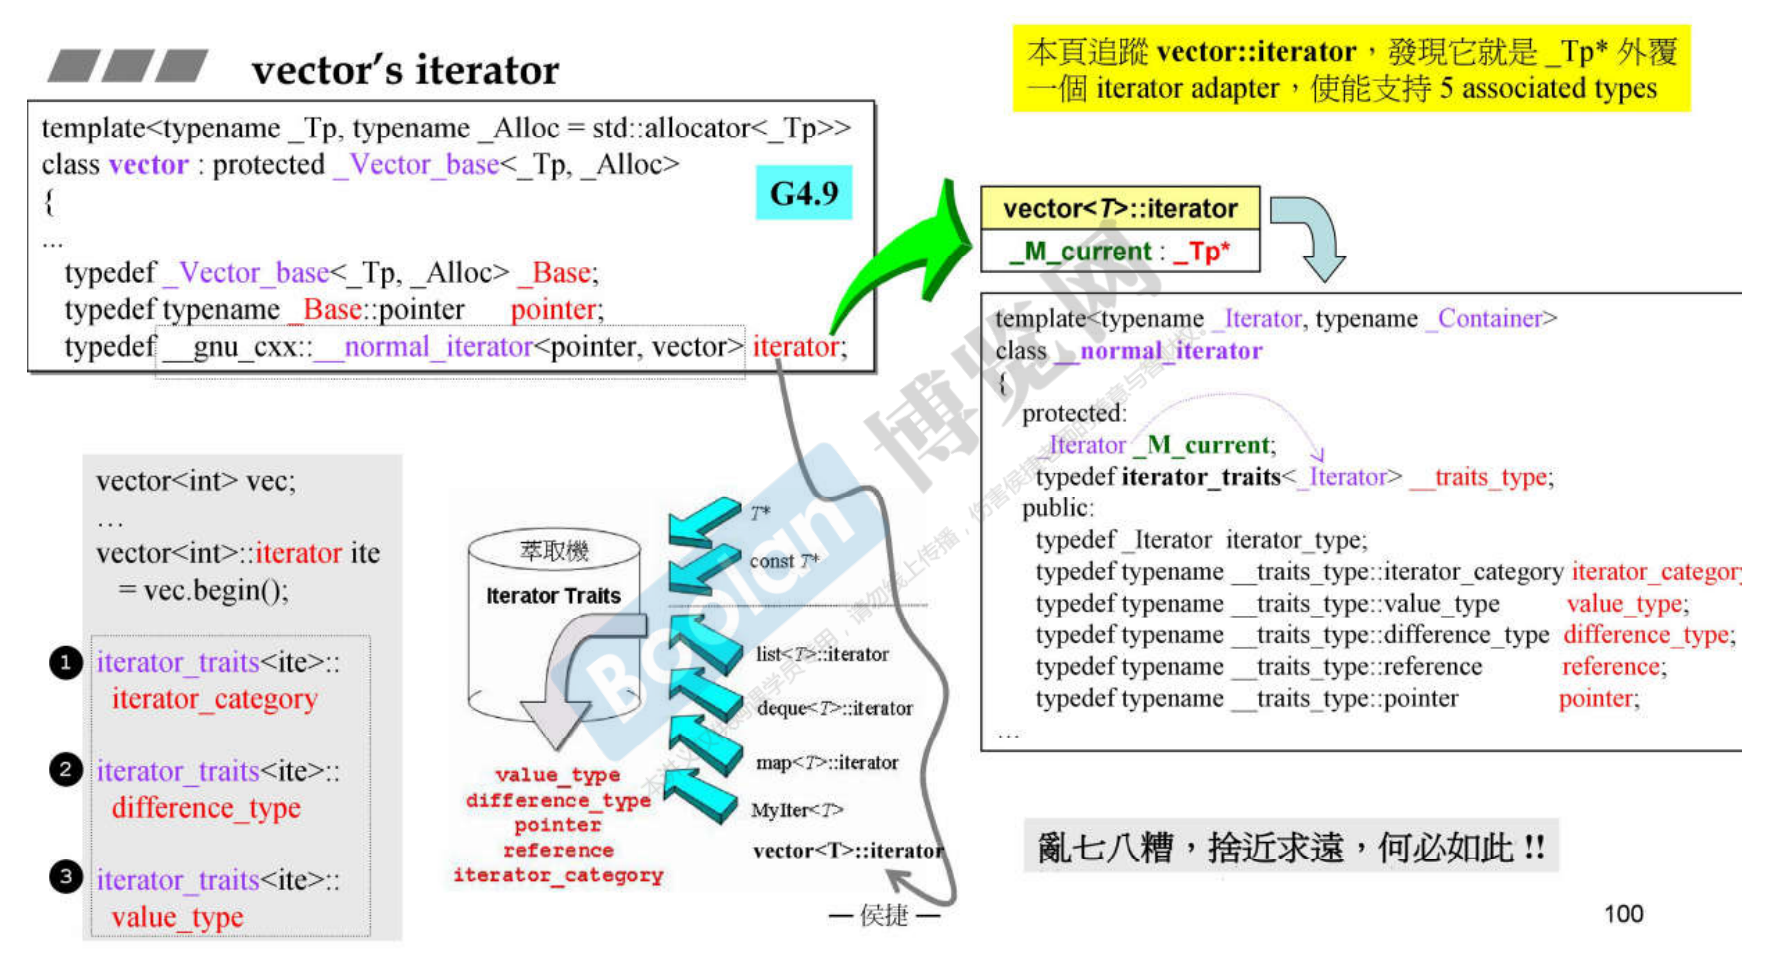 vector's iterator
本頁追蹤 vector::iterator，發現它就是 _Tp* 外覆
一個 iterator adapter，使能支持 5 associated types
template<typename _Tp, typename _Alloc = std::allocator<_Tp>>
class vector : protected _Vector_base<_Tp, _Alloc>
{
...
typedef _Vector_base<_Tp, _Alloc> _Base;
typedef typename _Base::pointer pointer;
typedef __gnu_cxx::__normal_iterator<pointer, vector> iterator;
G4.9
vector<T>::iterator
_M_current : _Tp*
template<typename _Iterator, typename _Container>
class __normal_iterator
{
protected:
_Iterator _M_current;
typedef iterator_traits<_Iterator> __traits_type;
public:
typedef _Iterator iterator_type;
typedef typename __traits_type::iterator_category iterator_category
typedef typename __traits_type::value_type value_type;
typedef typename __traits_type::difference_type difference_type;
typedef typename __traits_type::reference reference;
typedef typename __traits_type::pointer pointer;
...
vector<int> vec;
...
vector<int>::iterator ite
= vec.begin();
1 iterator_traits<ite>::
iterator_category
2 iterator_traits<ite>::
difference_type
3 iterator_traits<ite>::
value_type
萃取機
Iterator Traits
value_type
difference_type
pointer
reference
iterator_category
T*
const T*
list<T>::iterator
deque<T>::iterator
map<T>::iterator
MyIter<T>
vector<T>::iterator
亂七八糟，捨近求遠，何必如此 !!
— 侯捷 —
100
Boolan
博览网